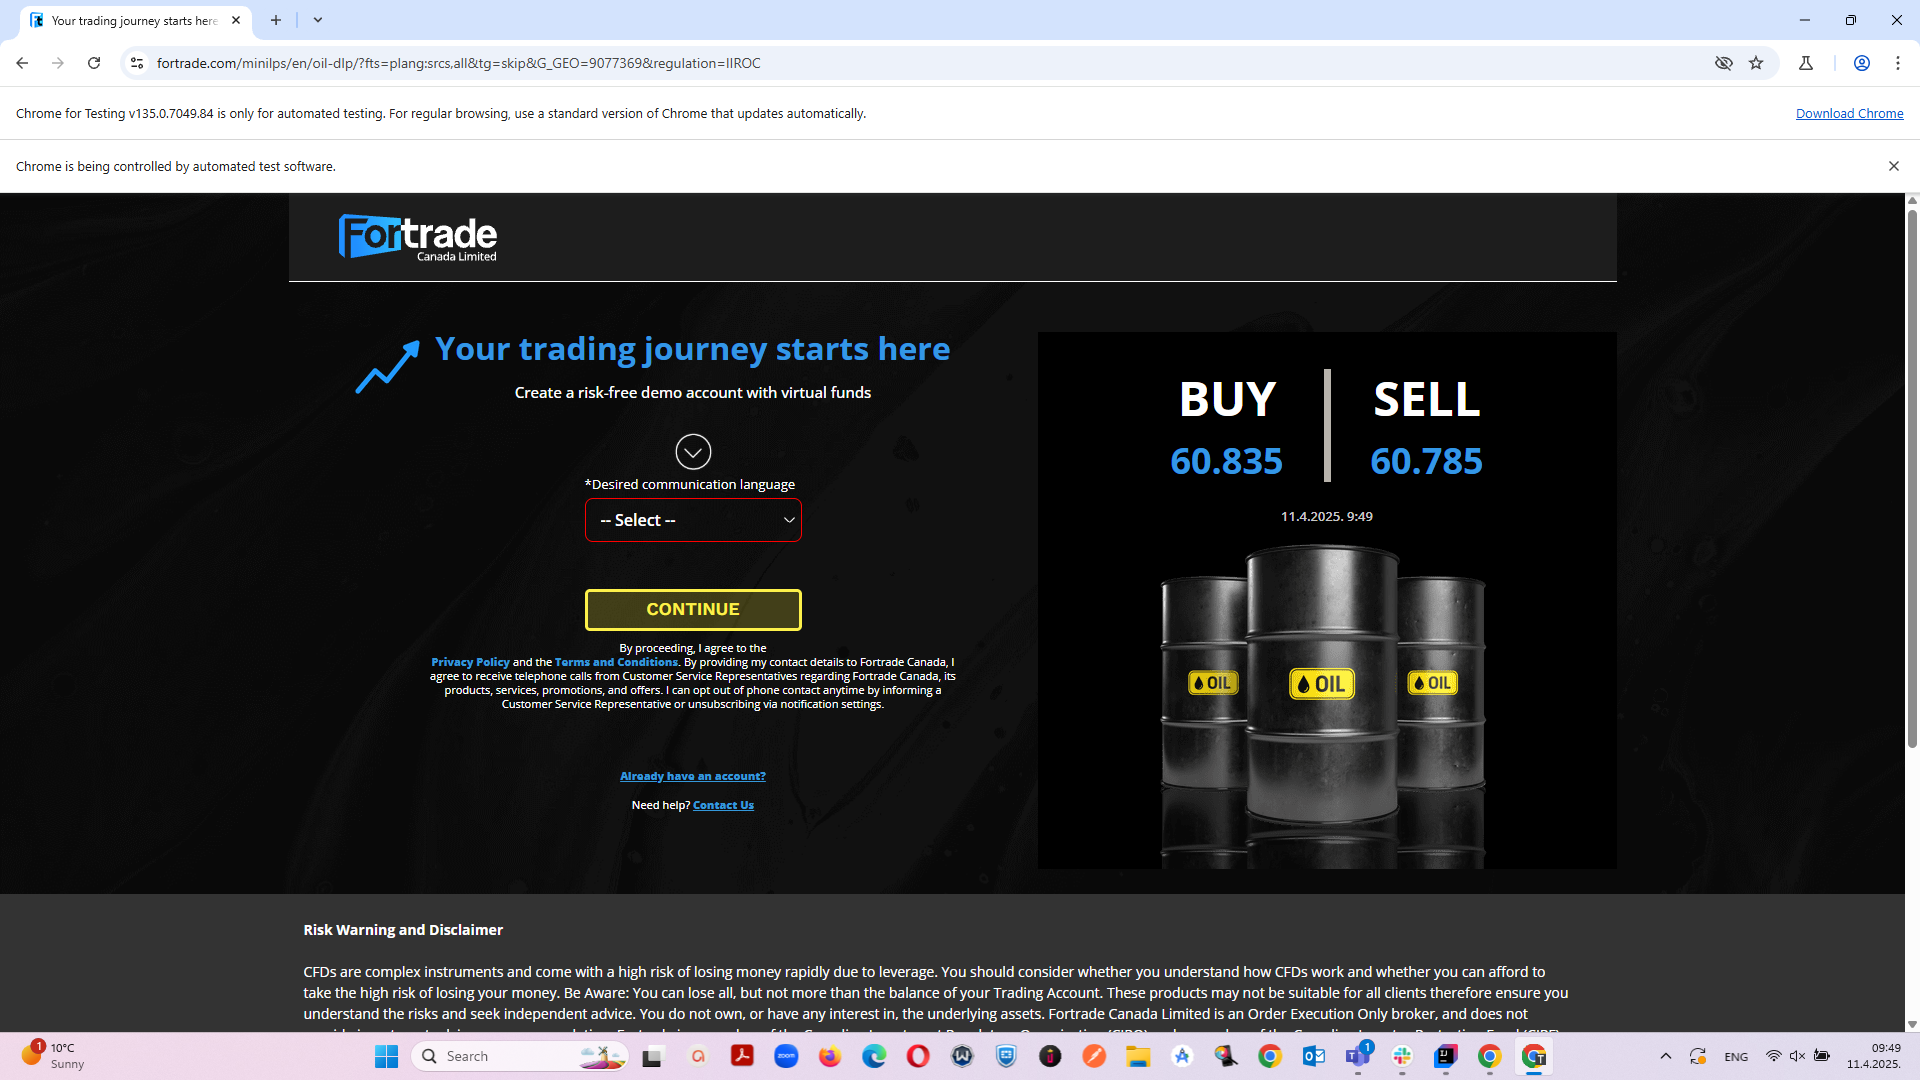 Your trading journey starts here
fortrade.com/minilps/en/oil-dlp/?fts=plang:srcs,all&tg=skip&G_GEO=9077369&regulation=IIROC
Chrome for Testing v135.0.7049.84 is only for automated testing. For regular browsing, use a standard version of Chrome that updates automatically.
Download Chrome
Chrome is being controlled by automated test software.
Fortrade
Canada Limited
Your trading journey starts here
Create a risk-free demo account with virtual funds
*Desired communication language
-- Select --
CONTINUE
By proceeding, I agree to the
Privacy Policy and the Terms and Conditions. By providing my contact details to Fortrade Canada, I
agree to receive telephone calls from Customer Service Representatives regarding Fortrade Canada, its
products, services, promotions, and offers. I can opt out of phone contact anytime by informing a
Customer Service Representative or unsubscribing via notification settings.
Already have an account?
Need help? Contact Us
BUY
SELL
60.835
60.785
11.4.2025. 9:49
OIL
OIL
OIL
Risk Warning and Disclaimer
CFDs are complex instruments and come with a high risk of losing money rapidly due to leverage. You should consider whether you understand how CFDs work and whether you can afford to
take the high risk of losing your money. Be Aware: You can lose all, but not more than the balance of your Trading Account. These products may not be suitable for all clients therefore ensure you
understand the risks and seek independent advice. You do not own, or have any interest in, the underlying assets. Fortrade Canada Limited is an Order Execution Only broker, and does not
1
10°C
Sunny
Search
zoom
1
ENG
09:49
11.4.2025.